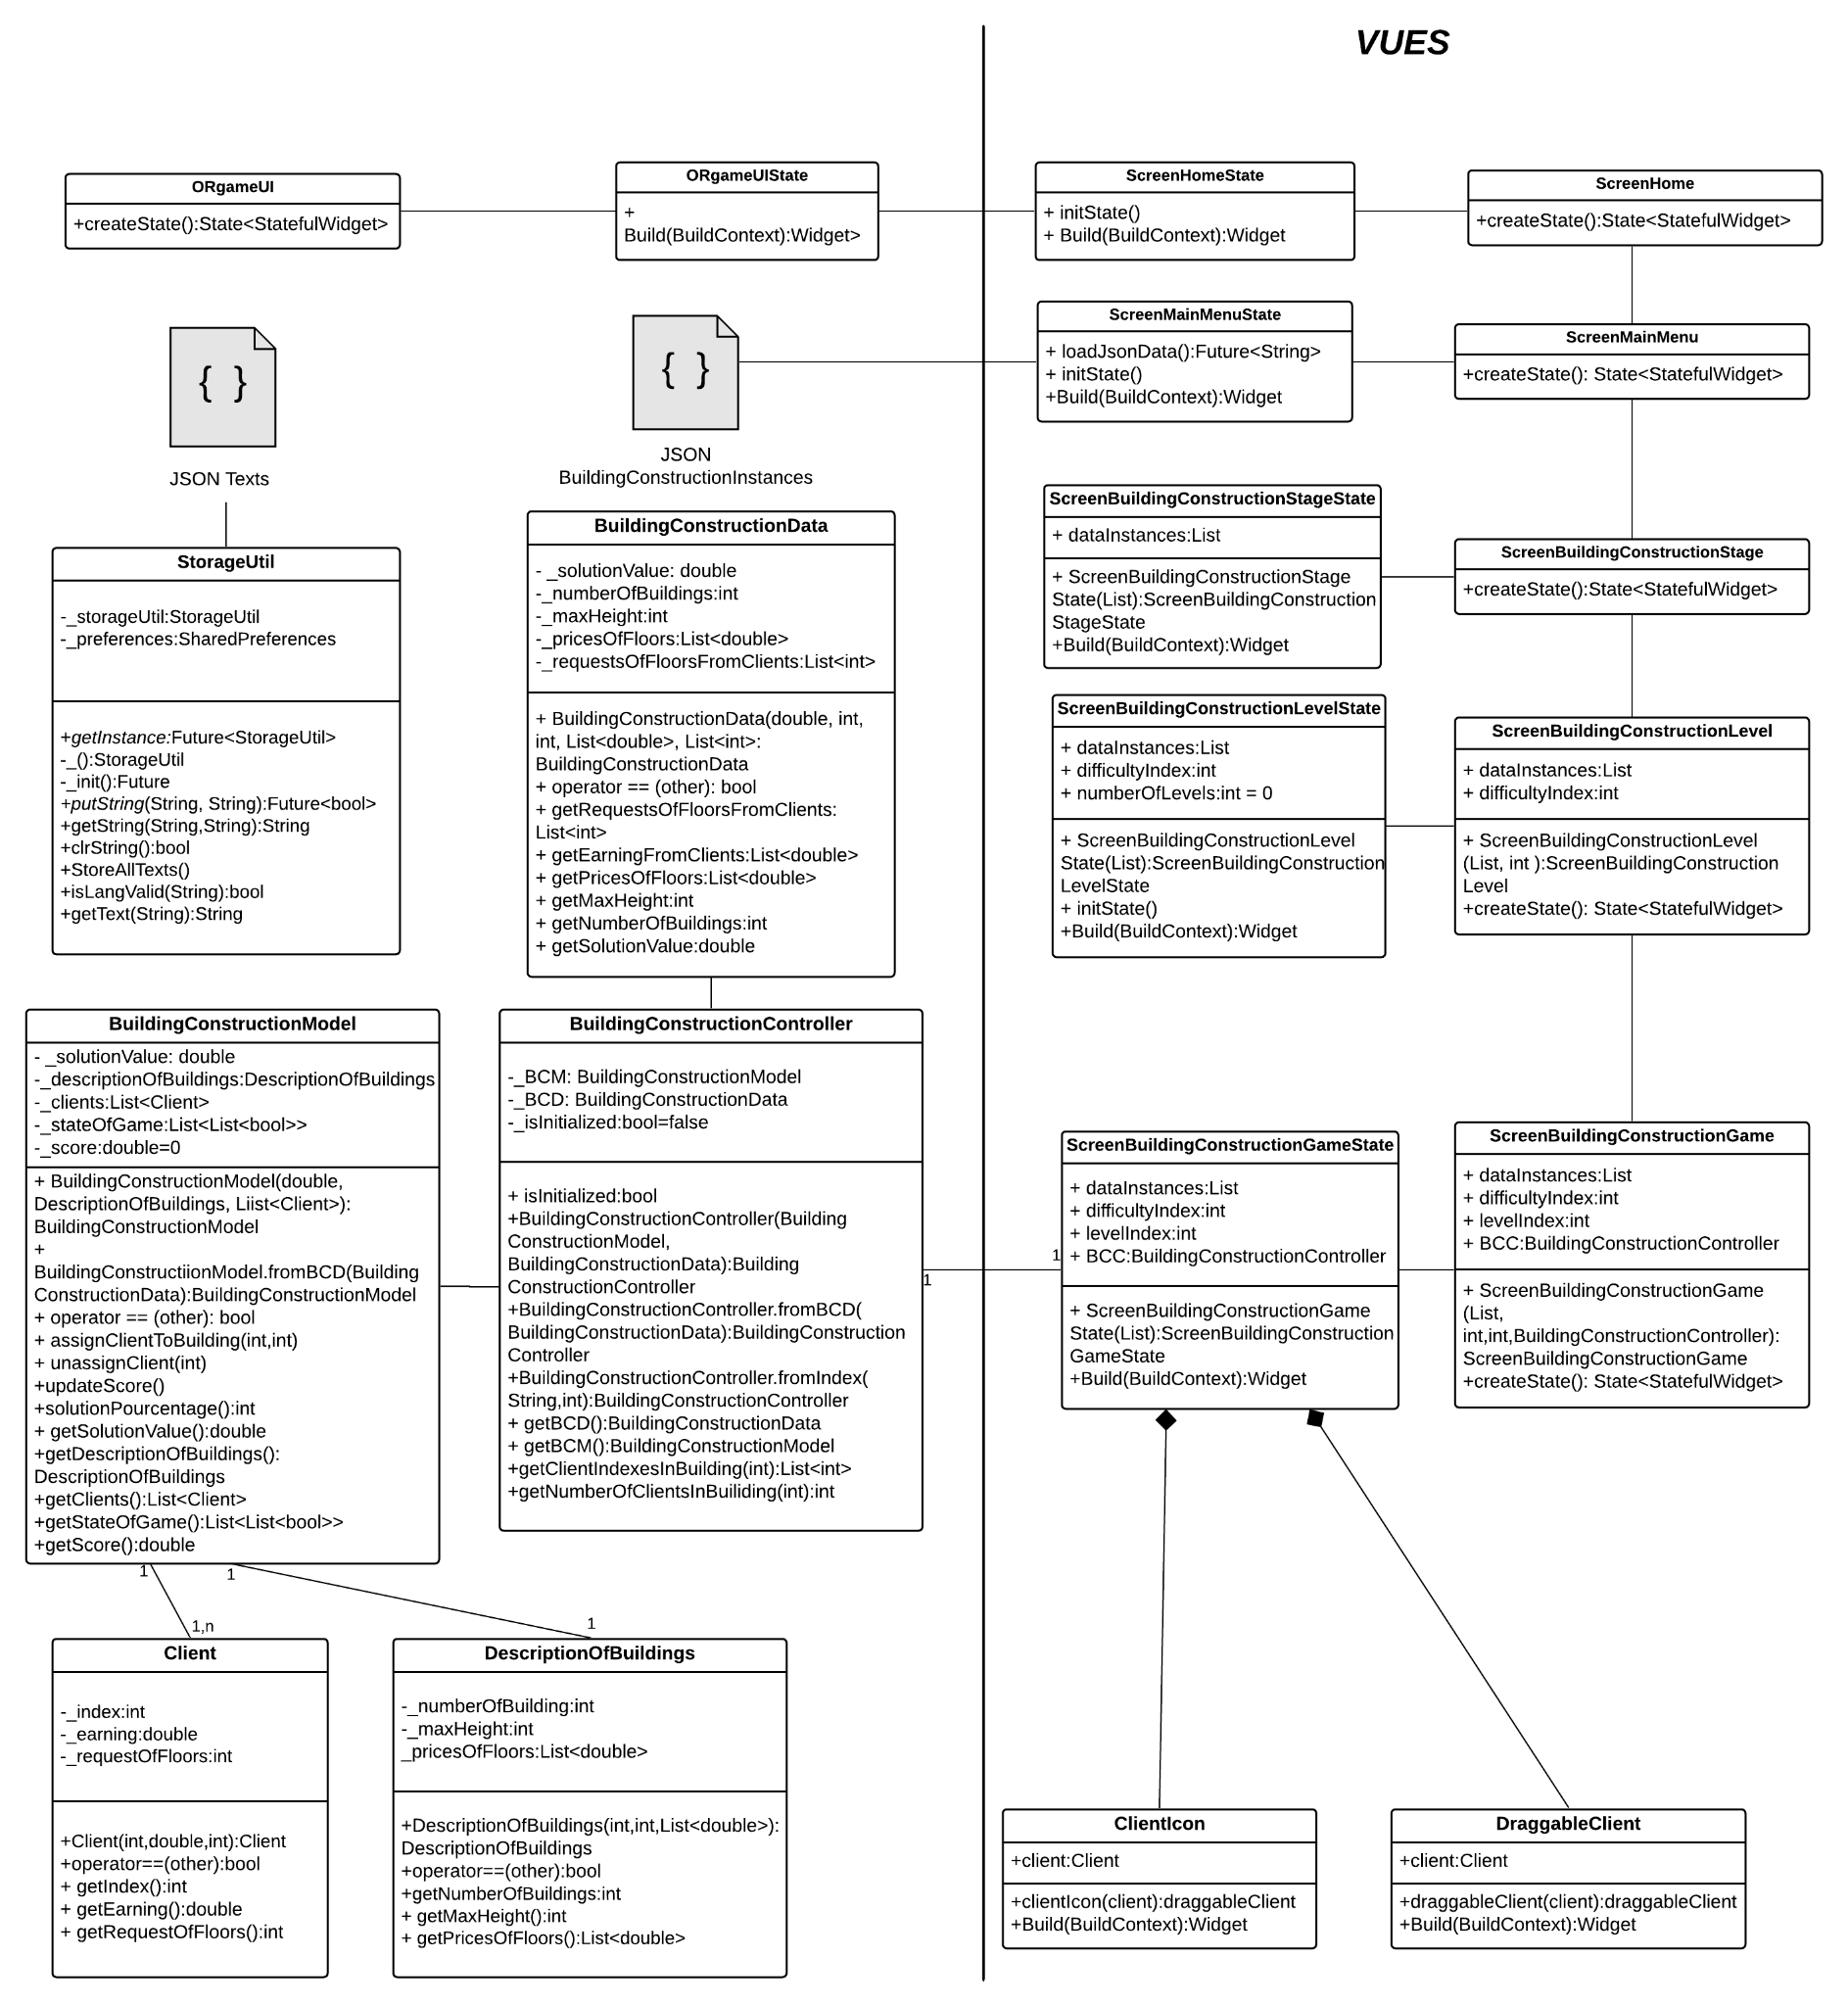 VUES
ORgameUI
+createState():State<StatefulWidget>
ORgameUIState
+
Build(BuildContext):Widget>
ScreenHomeState
+ initState()
+ Build(BuildContext):Widget
ScreenHome
+createState():State<StatefulWidget>
{ }
JSON Texts
{ }
JSON
BuildingConstructionInstances
ScreenMainMenuState
+ loadJsonData():Future<String>
+ initState()
+Build(BuildContext):Widget
ScreenMainMenu
+createState(): State<StatefulWidget>
StorageUtil
-_storageUtil:StorageUtil
-_preferences:SharedPreferences
+getInstance:Future<StorageUtil>
-_():StorageUtil
-_init():Future
+putString(String, String):Future<bool>
+getString(String,String):String
+clrString():bool
+StoreAllTexts()
+isLangValid(String):bool
+getText(String):String
BuildingConstructionData
- _solutionValue: double
-_numberOfBuildings:int
-_maxHeight:int
-_pricesOfFloors:List<double>
-_requestsOfFloorsFromClients:List<int>
+ BuildingConstructionData(double, int,
int, List<double>, List<int>:
BuildingConstructionData
+ operator == (other): bool
+ getRequestsOfFloorsFromClients:
List<int>
+ getEarningFromClients:List<double>
+ getPricesOfFloors:List<double>
+ getMaxHeight:int
+ getNumberOfBuildings:int
+ getSolutionValue:double
ScreenBuildingConstructionStageState
+ dataInstances:List
+ ScreenBuildingConstructionStage
State(List):ScreenBuildingConstruction
StageState
+Build(BuildContext):Widget
ScreenBuildingConstructionStage
+createState():State<StatefulWidget>
ScreenBuildingConstructionLevelState
+ dataInstances:List
+ difficultyIndex:int
+ numberOfLevels:int = 0
+ ScreenBuildingConstructionLevel
State(List):ScreenBuildingConstruction
LevelState
+ initState()
+Build(BuildContext):Widget
ScreenBuildingConstructionLevel
+ dataInstances:List
+ difficultyIndex:int
+ ScreenBuildingConstructionLevel
(List, int ):ScreenBuildingConstruction
Level
+createState(): State<StatefulWidget>
BuildingConstructionModel
- _solutionValue: double
-_descriptionOfBuildings:DescriptionOfBuildings
-_clients:List<Client>
-_stateOfGame:List<List<bool>>
-_score:double=0
+ BuildingConstructionModel(double,
DescriptionOfBuildings, Liist<Client>):
BuildingConstructionModel
+
BuildingConstructiionModel.fromBCD(Building
ConstructionData):BuildingConstructionModel
+ operator == (other): bool
+ assignClientToBuilding(int,int)
+ unassignClient(int)
+updateScore()
+solutionPourcentage():int
+ getSolutionValue():double
+getDescriptionOfBuildings():
DescriptionOfBuildings
+getClients():List<Client>
+getStateOfGame():List<List<bool>>
+getScore():double
BuildingConstructionController
-_BCM: BuildingConstructionModel
-_BCD: BuildingConstructionData
-_isInitialized:bool=false
+ isInitialized:bool
+BuildingConstructionController(Building
ConstructionModel,
BuildingConstructionData):Building
ConstructionController
+BuildingConstructionController.fromBCD(
BuildingConstructionData):BuildingConstruction
Controller
+BuildingConstructionController.fromIndex(
String,int):BuildingConstructionController
+ getBCD():BuildingConstructionData
+ getBCM():BuildingConstructionModel
+getClientIndexesInBuilding(int):List<int>
+getNumberOfClientsInBuiliding(int):int
1
1
ScreenBuildingConstructionGameState
+ dataInstances:List
+ difficultyIndex:int
+ levelIndex:int
+ BCC:BuildingConstructionController
+ ScreenBuildingConstructionGame
State(List):ScreenBuildingConstruction
GameState
+Build(BuildContext):Widget
ScreenBuildingConstructionGame
+ dataInstances:List
+ difficultyIndex:int
+ levelIndex:int
+ BCC:BuildingConstructionController
+ ScreenBuildingConstructionGame
(List,
int,int,BuildingConstructionController):
ScreenBuildingConstructionGame
+createState(): State<StatefulWidget>
1
1
1,n
1
Client
-_index:int
-_earning:double
-_requestOfFloors:int
+Client(int,double,int):Client
+operator==(other):bool
+ getIndex():int
+ getEarning():double
+ getRequestOfFloors():int
DescriptionOfBuildings
-_numberOfBuilding:int
-_maxHeight:int
_pricesOfFloors:List<double>
+DescriptionOfBuildings(int,int,List<double>):
DescriptionOfBuildings
+operator==(other):bool
+getNumberOfBuildings:int
+ getMaxHeight():int
+ getPricesOfFloors():List<double>
ClientIcon
+client:Client
+clientIcon(client):draggableClient
+Build(BuildContext):Widget
DraggableClient
+client:Client
+draggableClient(client):draggableClient
+Build(BuildContext):Widget